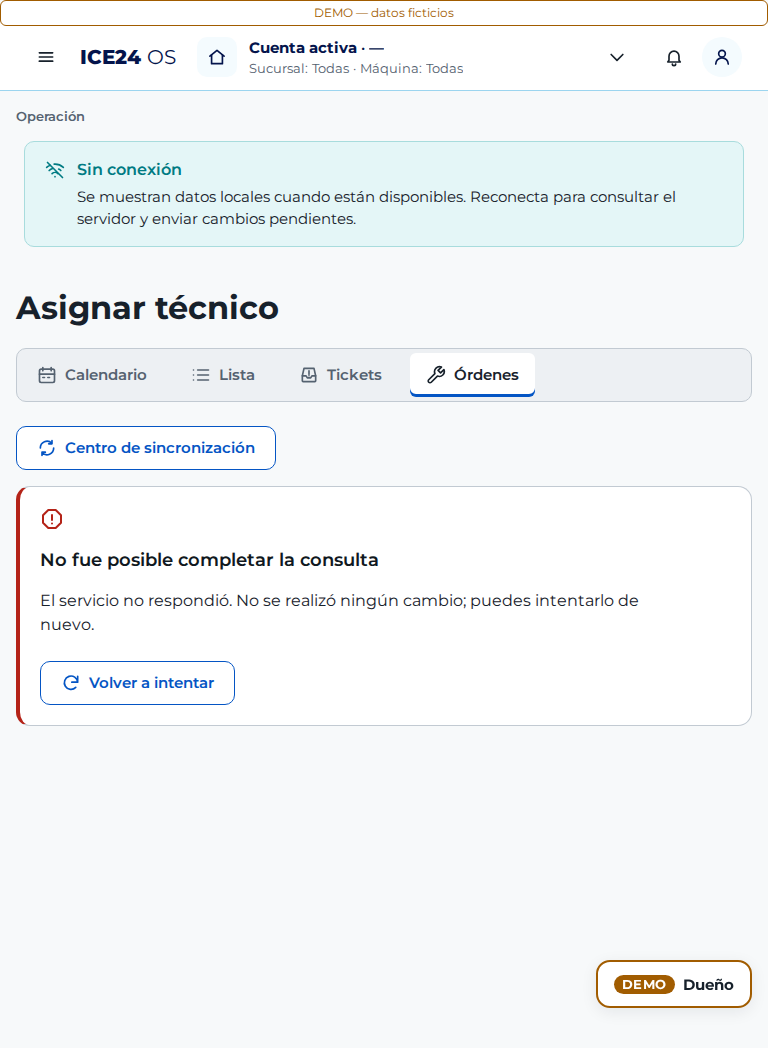 DEMO — datos ficticios
ICE24 OS
Cuenta activa · —
Sucursal: Todas · Máquina: Todas
Operación
Sin conexión
Se muestran datos locales cuando están disponibles. Reconecta para consultar el
servidor y enviar cambios pendientes.
Asignar técnico
Calendario
Lista
Tickets
Órdenes
Centro de sincronización
No fue posible completar la consulta
El servicio no respondió. No se realizó ningún cambio; puedes intentarlo de
nuevo.
Volver a intentar
DEMO Dueño